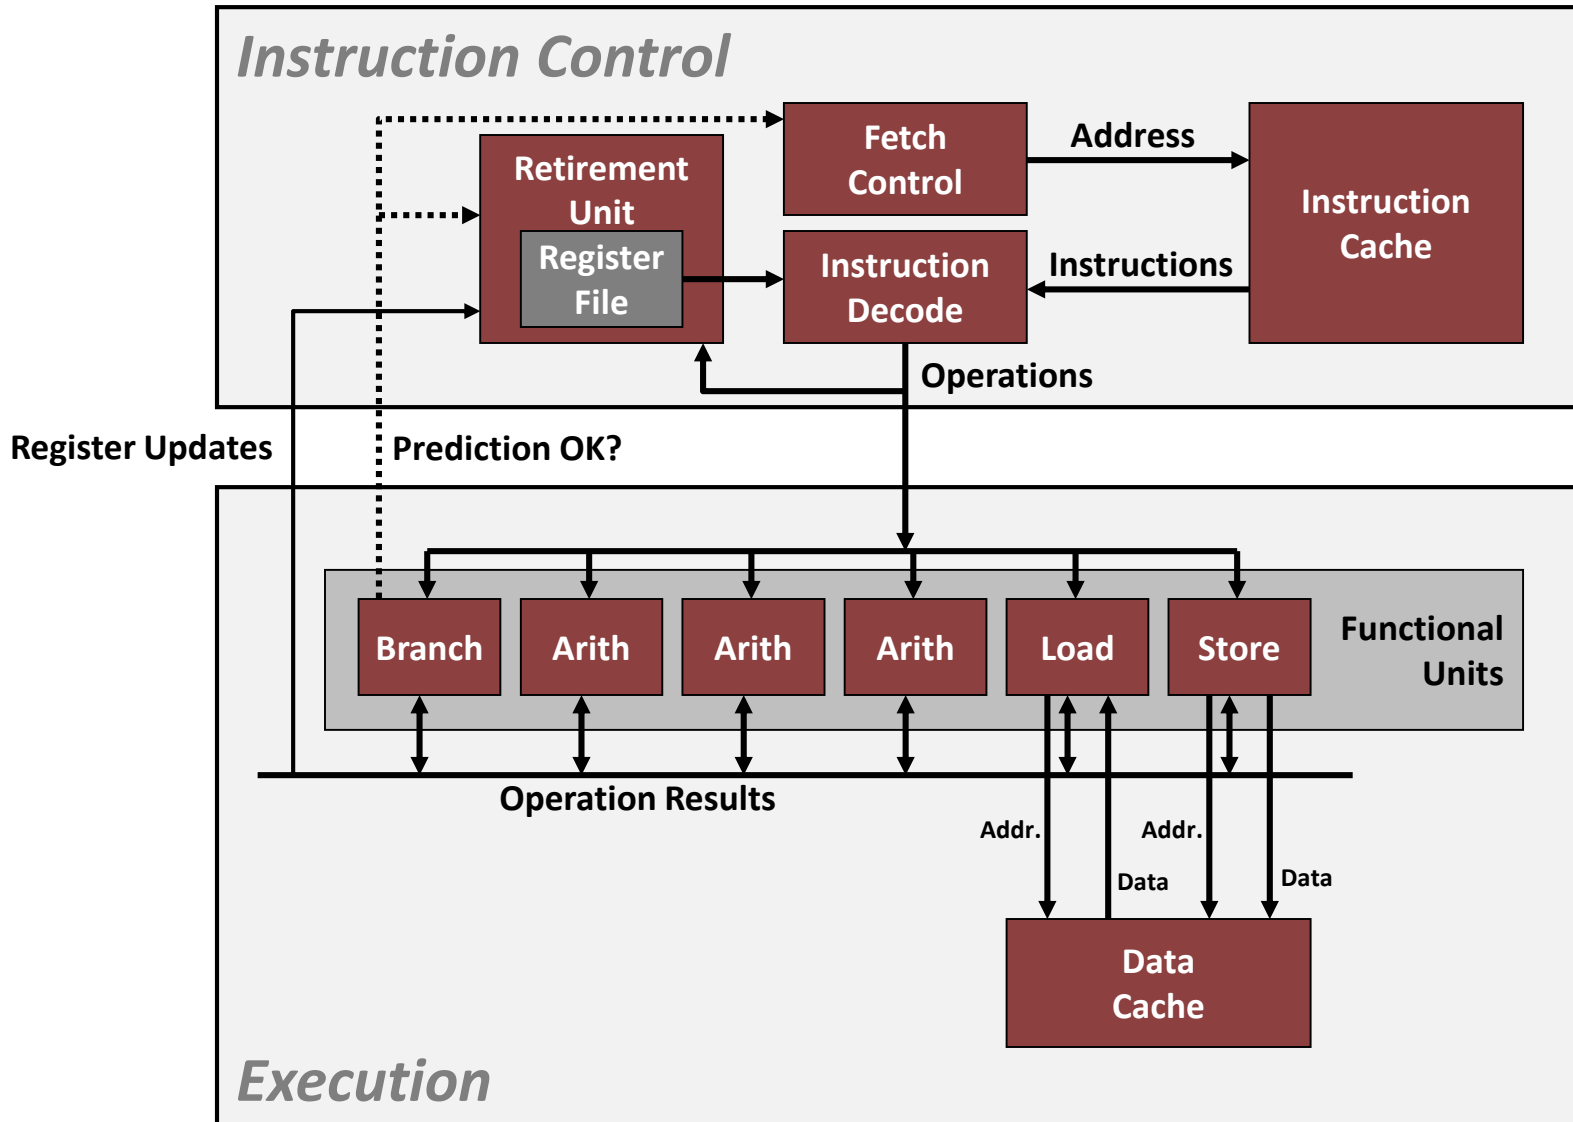 Instruction Control
Fetch
Control
Address
Instruction
Cache
Retirement
Unit
Register
File
Instruction
Decode
Instructions
Operations
Register Updates
Prediction OK?
Branch
Arith
Arith
Arith
Load
Store
Functional
Units
Operation Results
Addr.
Data
Addr.
Data
Data
Cache
Execution